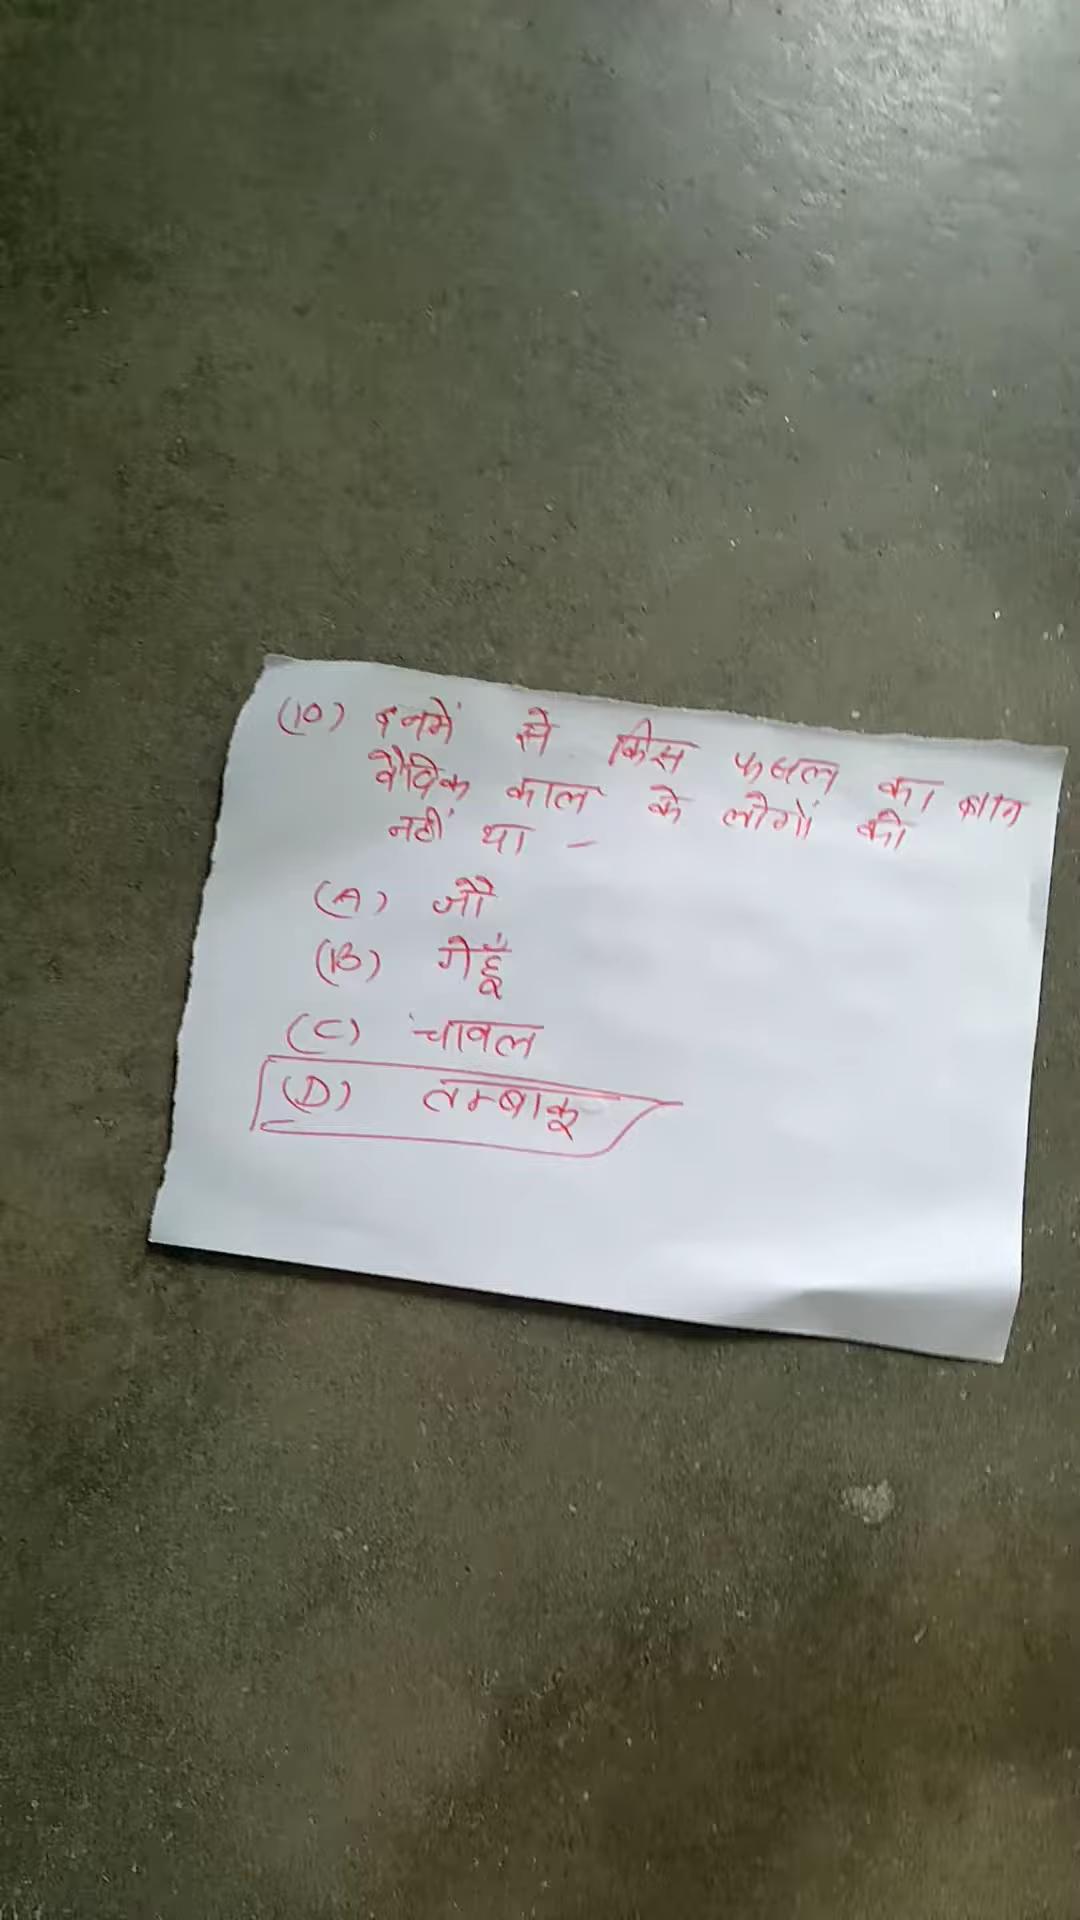 (10) इनमें से किस फसल का ज्ञान
वैदिक काल के लोगों को
नहीं था -
(A) जौ
(B) गेहूँ
(C) चावल
(D) तम्बाकू